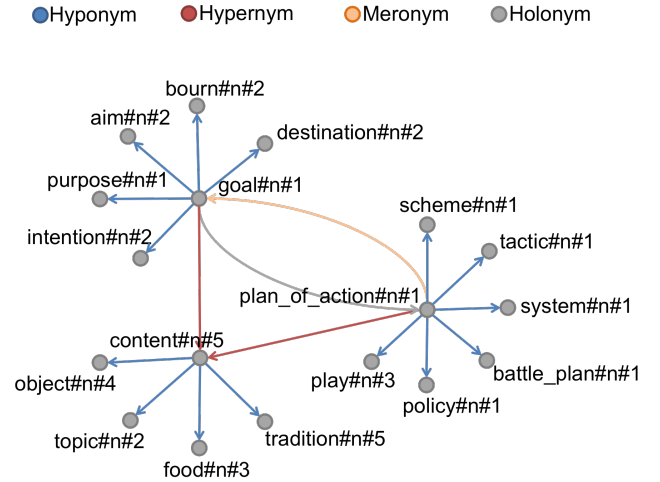 Hyponym Hypernym Meronym Holonym
bourn#n#2
aim#n#2
destination#n#2
purpose#n#1
goal#n#1
scheme#n#1
intention#n#2
tactic#n#1
plan_of_action#n#1
system#n#1
content#n#5
object#n#4
play#n#3
battle_plan#n#1
policy#n#1
topic#n#2
tradition#n#5
food#n#3